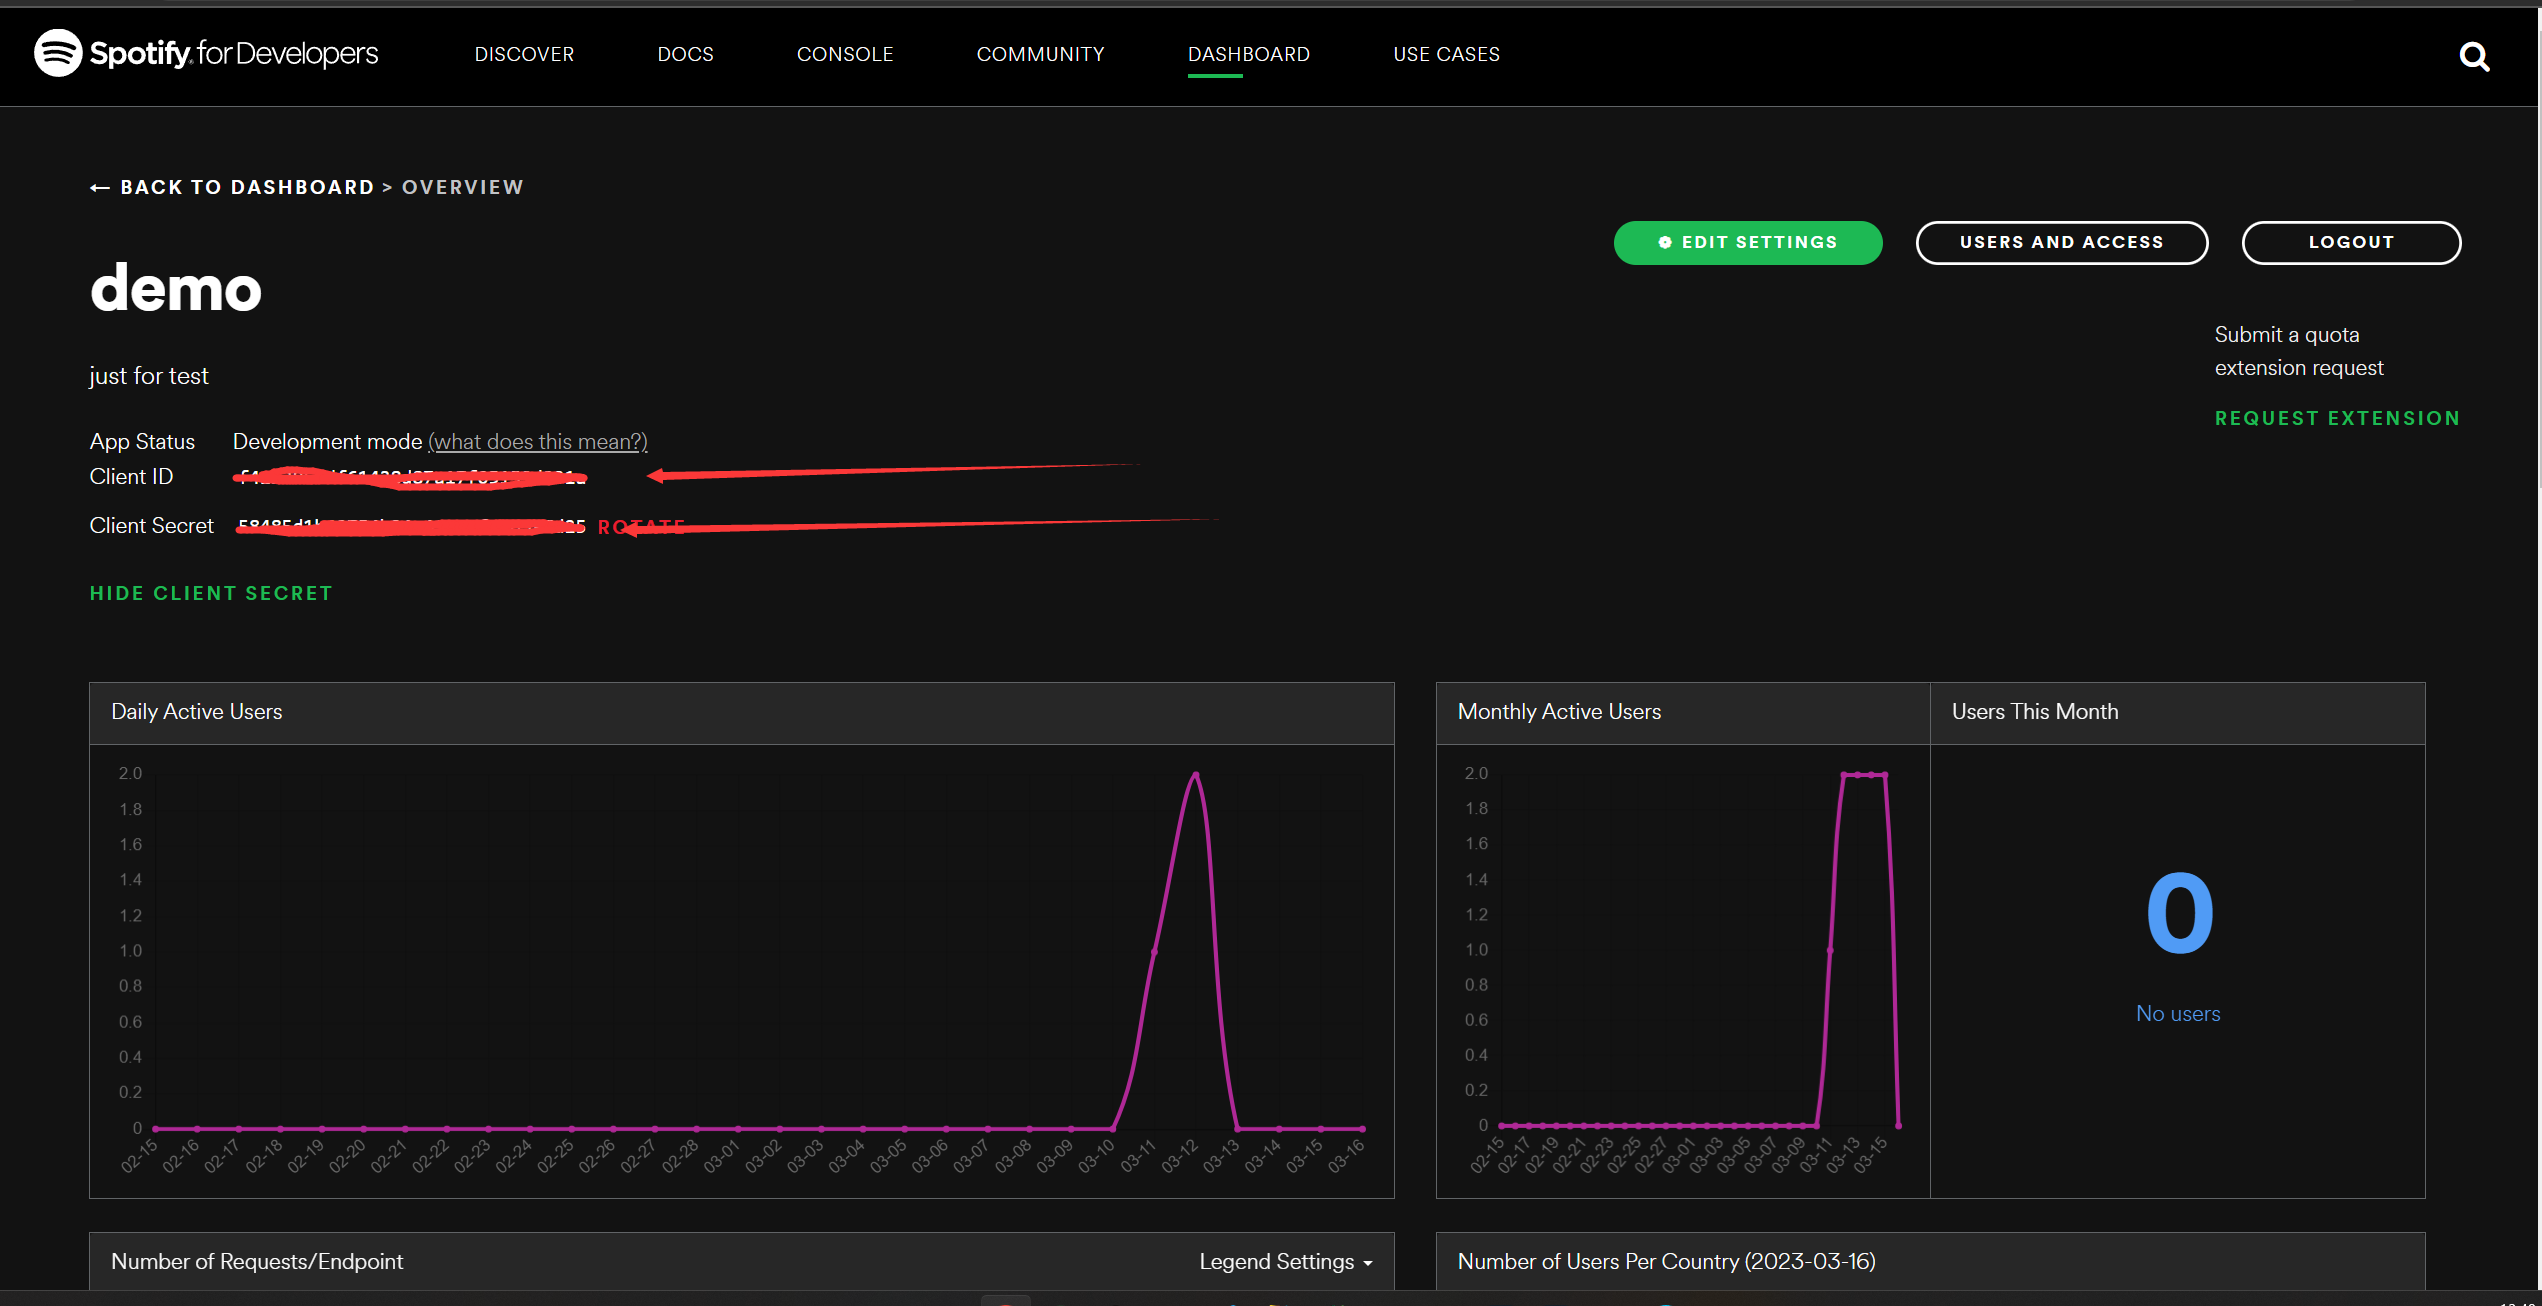 Spotify for Developers DISCOVER DOCS CONSOLE COMMUNITY DASHBOARD USE CASES
← BACK TO DASHBOARD > OVERVIEW
EDIT SETTINGS USERS AND ACCESS LOGOUT
demo
Submit a quota
extension request
REQUEST EXTENSION
just for test
App Status Development mode (what does this mean?)
Client ID
Client Secret ROTATE
HIDE CLIENT SECRET
Daily Active Users
2.0
1.8
1.6
1.4
1.2
1.0
0.8
0.6
0.4
0.2
0
02-15 02-16 02-17 02-18 02-19 02-20 02-21 02-22 02-23 02-24 02-25 02-26 02-27 02-28 03-01 03-02 03-03 03-04 03-05 03-06 03-07 03-08 03-09 03-10 03-11 03-12 03-13 03-14 03-15 03-16
Monthly Active Users
2.0
1.8
1.6
1.4
1.2
1.0
0.8
0.6
0.4
0.2
0
02-15 02-17 02-19 02-21 02-23 02-25 02-27 03-01 03-03 03-05 03-07 03-09 03-11 03-13 03-15
Users This Month
0
No users
Number of Requests/Endpoint Legend Settings
Number of Users Per Country (2023-03-16)